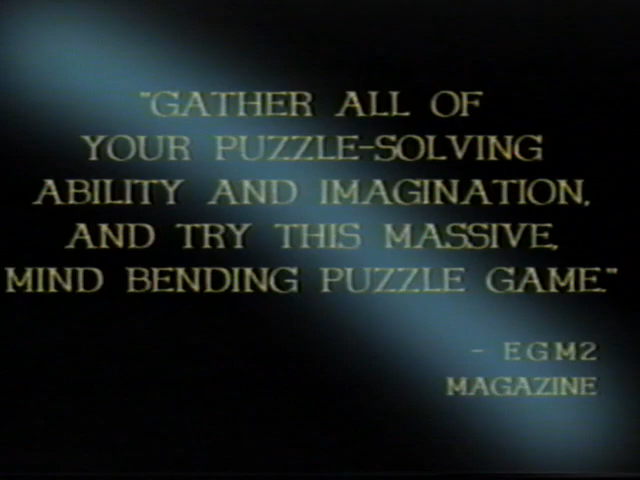 "GATHER ALL OF
YOUR PUZZLE-SOLVING
ABILITY AND IMAGINATION,
AND TRY THIS MASSIVE,
MIND BENDING PUZZLE GAME."
- EGM2
MAGAZINE